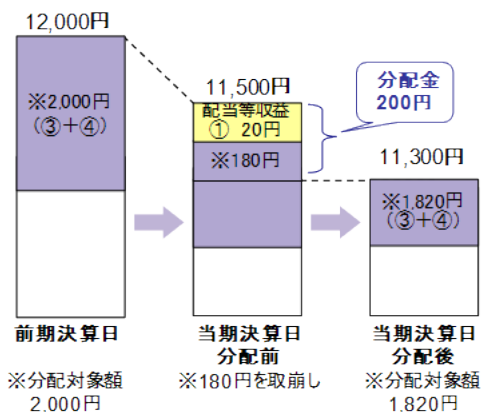 12,000円
※2,000円
(③+④)
前期決算日
※分配対象額
2,000円
11,500円
配当等収益
① 20円
※180円
当期決算日
分配前
※180円を取崩し
分配金
200円
11,300円
※1,820円
(③+④)
当期決算日
分配後
※分配対象額
1,820円